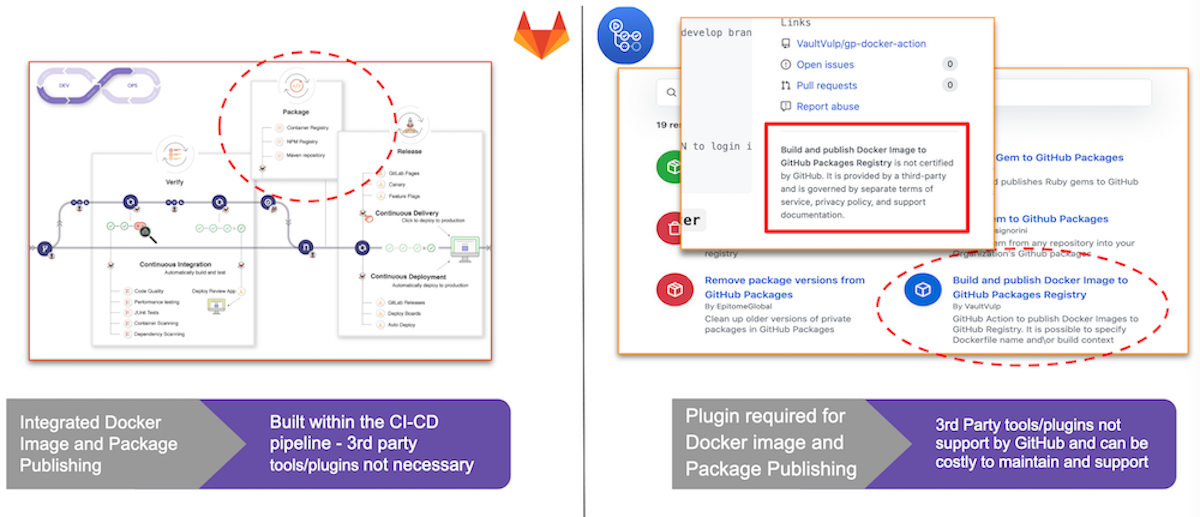 DEV
OPS
Package
Container Registry
NPM Registry
Maven repository
Verify
Release
GitLab Pages
Canary
Feature Flags
Continuous Delivery
Click to deploy to production
Continuous Integration
Automatically build and test
Code Quality
Performance testing
JUnit Tests
Container Scanning
Dependency Scanning
Deploy Review App
Continuous Deployment
Automatically deploy to production
GitLab Releases
Deploy Boards
Auto Deploy
Integrated Docker
Image and Package
Publishing
Built within the CI-CD
pipeline - 3rd party
tools/plugins not necessary
develop bran
N to login i
er
Links
VaultVulp/gp-docker-action
Open issues 0
Pull requests 0
Report abuse
Build and publish Docker Image to
GitHub Packages Registry is not certified
by GitHub. It is provided by a third-party
and is governed by separate terms of
service, privacy policy, and support
documentation.
19 re
Gem to GitHub Packages
d publishes Ruby gems to GitHub
em to Github Packages
signorini
em from any repository into your
Organization's Github packages
registry
Remove package versions from
GitHub Packages
By EpitomeGlobal
Clean up older versions of private
packages in GitHub Packages
Build and publish Docker Image to
GitHub Packages Registry
By VaultVulp
GitHub Action to publish Docker Images to
GitHub Registry. It is possible to specify
Dockerfile name and\or build context
Plugin required for
Docker image and
Package Publishing
3rd Party tools/plugins not
support by GitHub and can be
costly to maintain and support